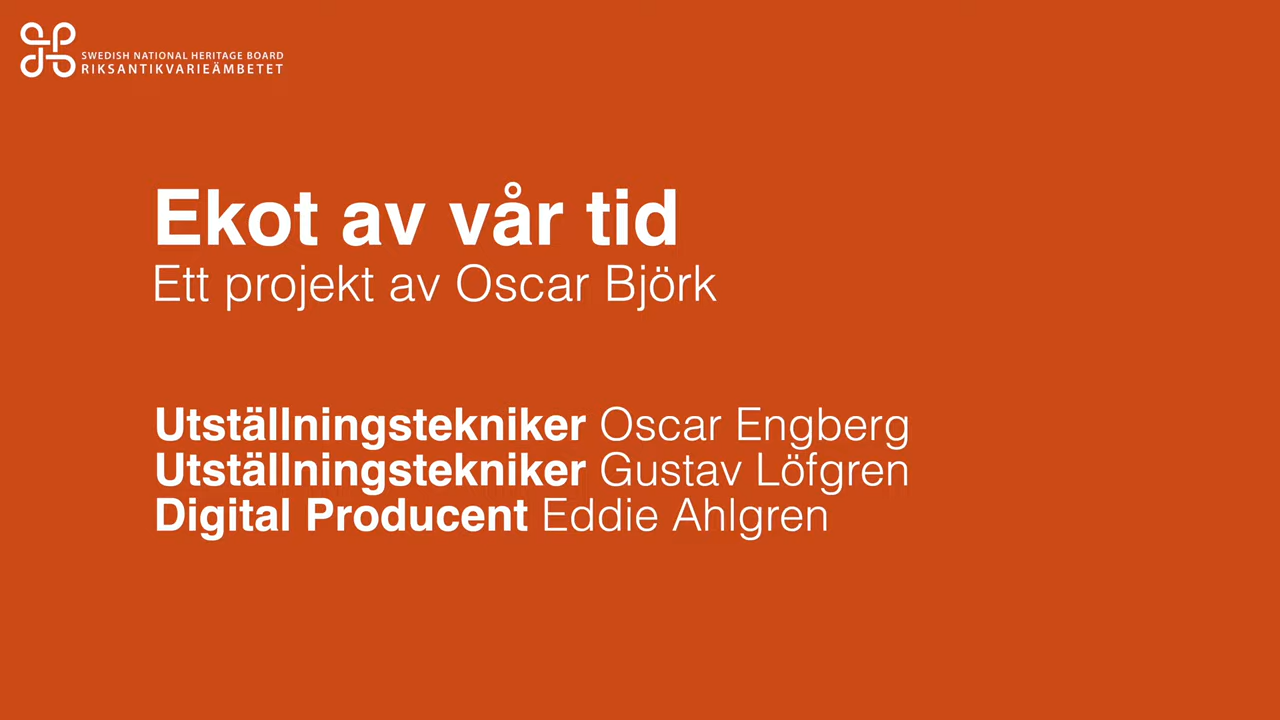 SWEDISH NATIONAL HERITAGE BOARD
RIKSANTIKVARIEÄMBETET
Ekot av vår tid
Ett projekt av Oscar Björk
Utställningstekniker Oscar Engberg
Utställningstekniker Gustav Löfgren
Digital Producent Eddie Ahlgren